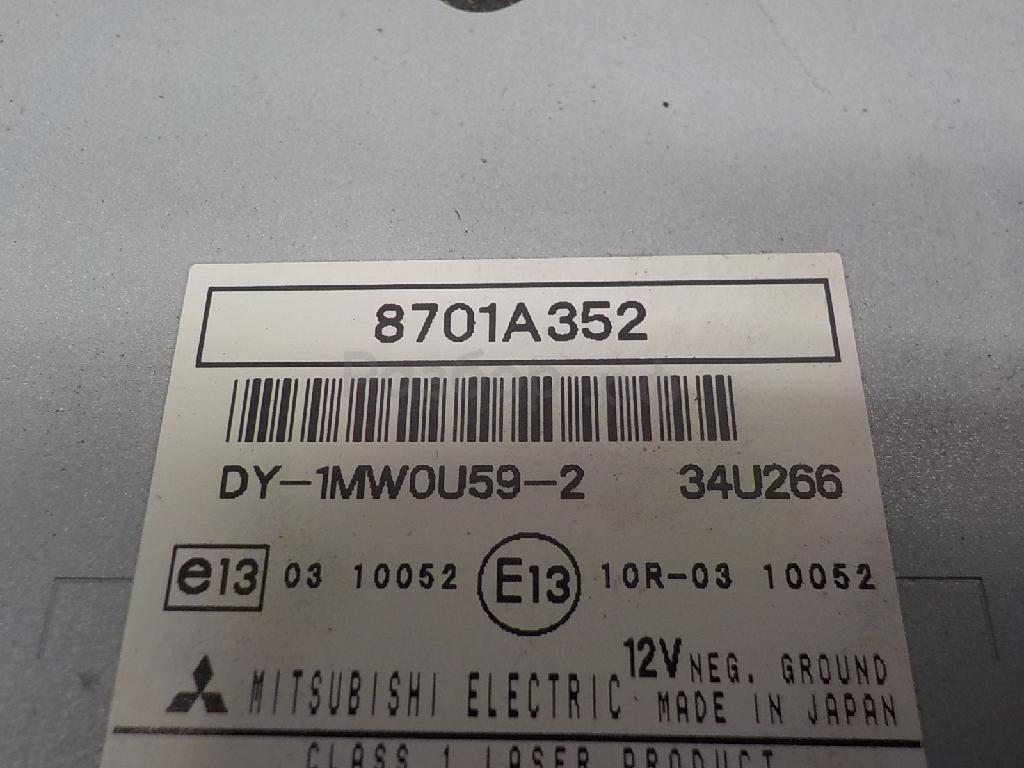 8701A352
DY-1MW0U59-2 34U266
e13 03 10052 E13 10R-03 10052
MITSUBISHI ELECTRIC 12V NEG. GROUND
MADE IN JAPAN
CLASS 1 LASER PRODUCT